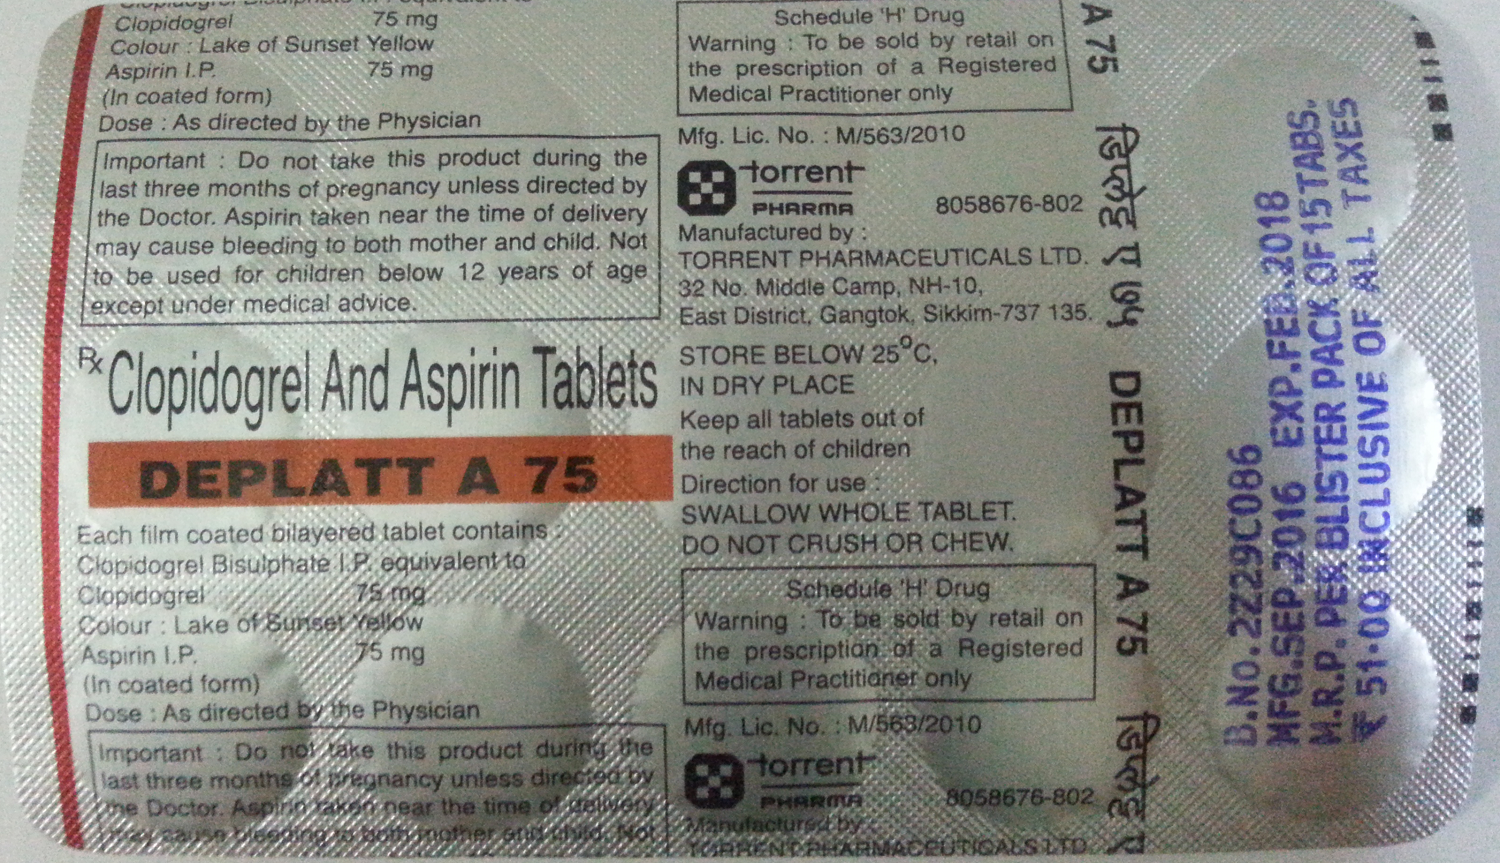 Clopidogrel 75 mg
Colour : Lake of Sunset Yellow
Aspirin I.P. 75 mg
(In coated form)
Dose : As directed by the Physician
Important : Do not take this product during the
last three months of pregnancy unless directed by
the Doctor. Aspirin taken near the time of delivery
may cause bleeding to both mother and child. Not
to be used for children below 12 years of age
except under medical advice.
Rx Clopidogrel And Aspirin Tablets
DEPLATT A 75
Each film coated bilayered tablet contains :
Clopidogrel Bisulphate I.P. equivalent to
Clopidogrel 75 mg
Colour : Lake of Sunset Yellow
Aspirin I.P. 75 mg
(In coated form)
Dose : As directed by the Physician
Important : Do not take this product during the
last three months of pregnancy unless directed by
the Doctor. Aspirin taken near the time of delivery
may cause bleeding to both mother and child. Not
Schedule 'H' Drug
Warning : To be sold by retail on
the prescription of a Registered
Medical Practitioner only
Mfg. Lic. No. : M/563/2010
torrent
PHARMA
8058676-802
Manufactured by :
TORRENT PHARMACEUTICALS LTD.
32 No. Middle Camp, NH-10,
East District, Gangtok, Sikkim-737 135.
STORE BELOW 25°C,
IN DRY PLACE
Keep all tablets out of
the reach of children
Direction for use :
SWALLOW WHOLE TABLET.
DO NOT CRUSH OR CHEW.
Schedule 'H' Drug
Warning : To be sold by retail on
the prescription of a Registered
Medical Practitioner only
Mfg. Lic. No. : M/563/2010
torrent
PHARMA
8058676-802
Manufactured by :
TORRENT PHARMACEUTICALS LTD.
A 75 डिप्लेट ए ७५ DEPLATT A 75 डिप्लेट ए
B.No. 2Z29C086
MFG.SEP.2016 EXP.FEB.2018
M.R.P. PER BLISTER PACK OF 15 TABS.
₹ 51.00 INCLUSIVE OF ALL TAXES